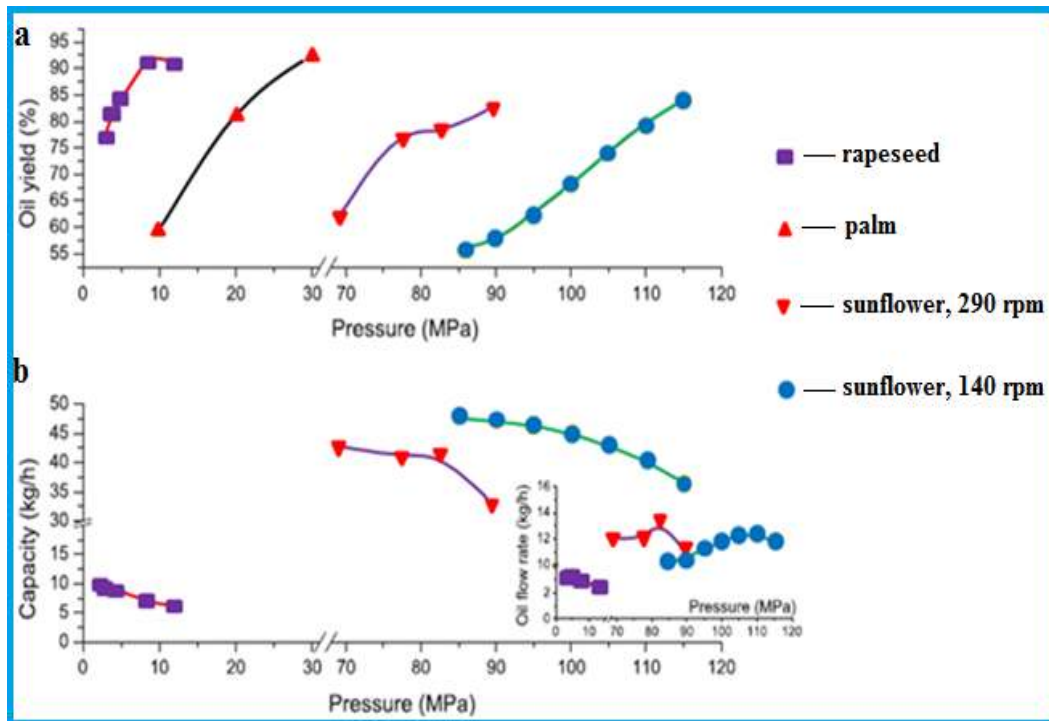 a
95
90
85
80
75
70
65
60
55
Oil yield (%)
0 10 20 30 70 80 90 100 110 120
Pressure (MPa)
rapeseed
palm
sunflower, 290 rpm
sunflower, 140 rpm
b
50
45
40
35
30
15
10
5
0
Capacity (kg/h)
0 10 20 30 70 80 90 100 110 120
Pressure (MPa)
16
14
12
10
2
0
Oil flow rate (kg/h)
0 10 70 80 90 100 110 120
Pressure (MPa)